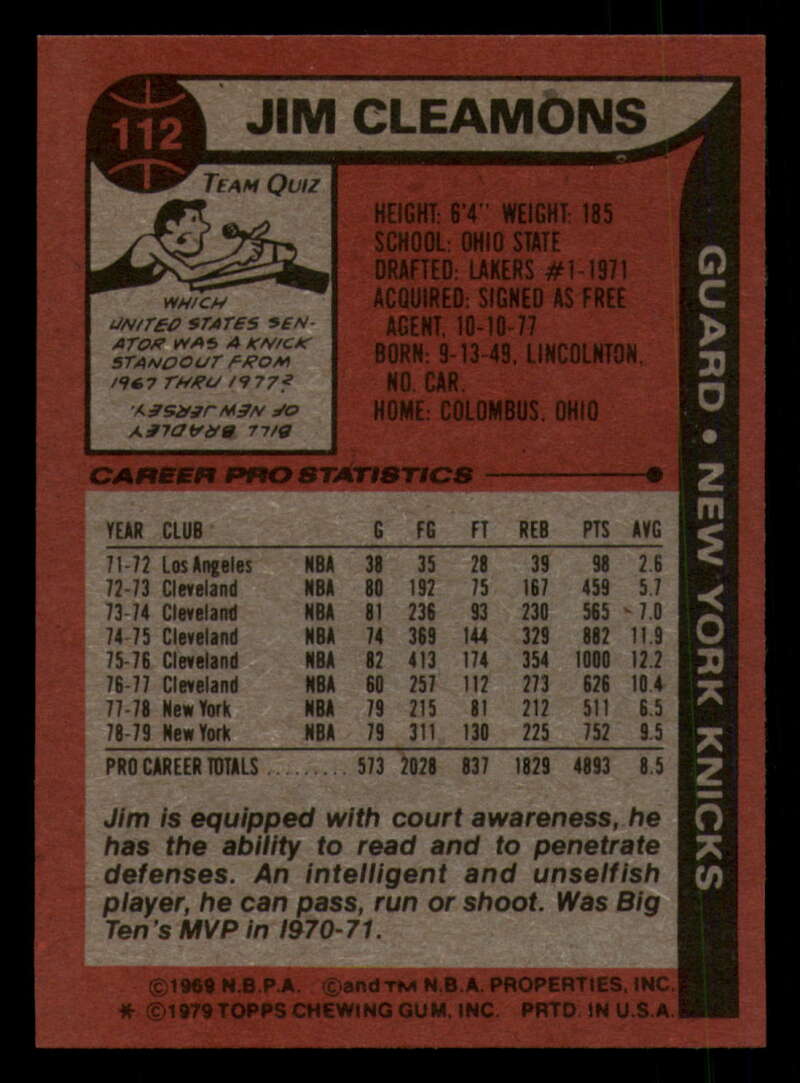 112
JIM CLEAMONS
TEAM QUIZ
WHICH
UNITED STATES SEN-
ATOR WAS A KNICK
STANDOUT FROM
1967 THRU 1977?
BILL BRADLEY
OF NEW JERSEY.
HEIGHT: 6'4" WEIGHT: 185
SCHOOL: OHIO STATE
DRAFTED: LAKERS #1-1971
ACQUIRED: SIGNED AS FREE
AGENT, 10-10-77
BORN: 9-13-49, LINCOLNTON,
NO. CAR.
HOME: COLOMBUS, OHIO
GUARD • NEW YORK KNICKS
CAREER PRO STATISTICS
YEAR CLUB G FG FT REB PTS AVG
71-72 Los Angeles NBA 38 35 28 39 98 2.6
72-73 Cleveland NBA 80 192 75 167 459 5.7
73-74 Cleveland NBA 81 236 93 230 565 7.0
74-75 Cleveland NBA 74 369 144 329 882 11.9
75-76 Cleveland NBA 82 413 174 354 1000 12.2
76-77 Cleveland NBA 60 257 112 273 626 10.4
77-78 New York NBA 79 215 81 212 511 6.5
78-79 New York NBA 79 311 130 225 752 9.5
PRO CAREER TOTALS ......... 573 2028 837 1829 4893 8.5
Jim is equipped with court awareness, he
has the ability to read and to penetrate
defenses. An intelligent and unselfish
player, he can pass, run or shoot. Was Big
Ten's MVP in 1970-71.
©1969 N.B.P.A. ©and TM N.B.A. PROPERTIES, INC.
* ©1979 TOPPS CHEWING GUM, INC. PRTD. IN U.S.A.